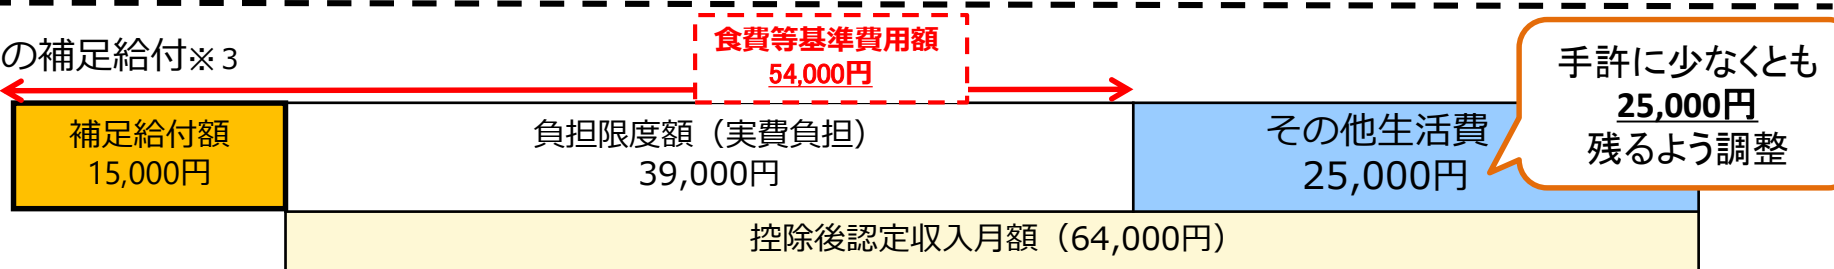 の補足給付※3
食費等基準費用額
54,000円
手許に少なくとも
25,000円
残るよう調整
補足給付額
15,000円
負担限度額（実費負担）
39,000円
その他生活費
25,000円
控除後認定収入月額（64,000円）